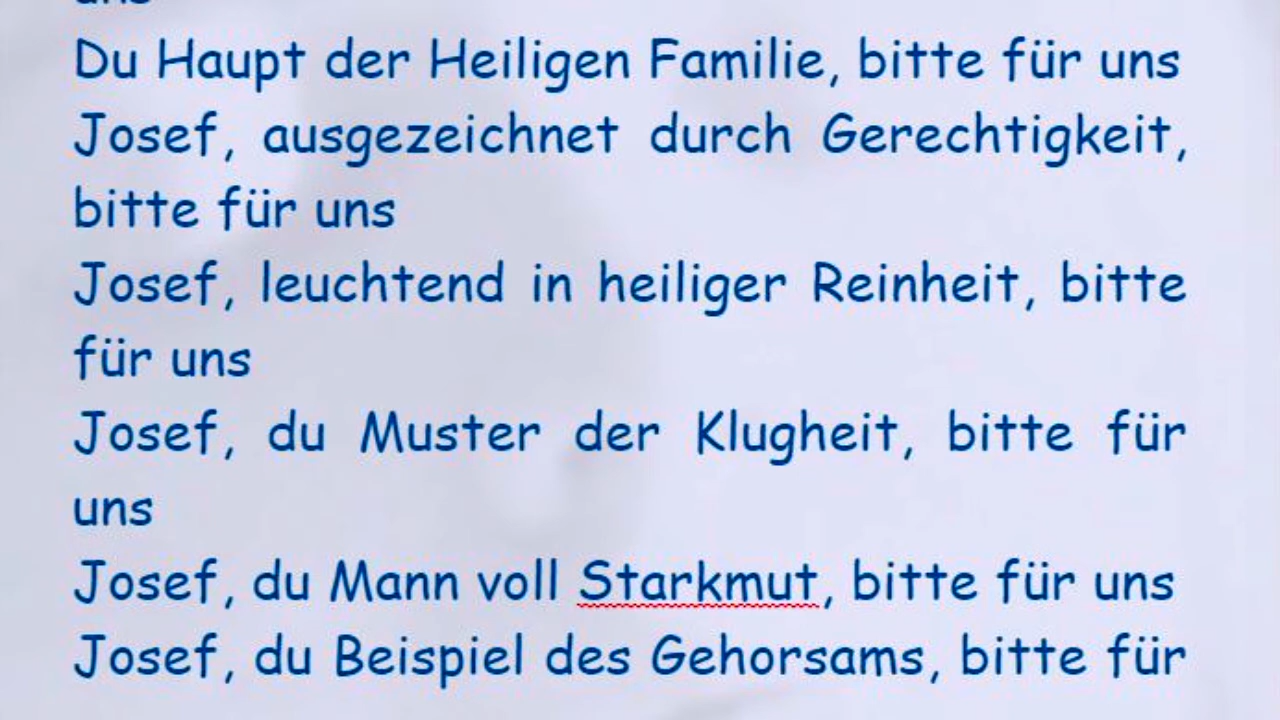 uns
Du Haupt der Heiligen Familie, bitte für uns
Josef, ausgezeichnet durch Gerechtigkeit,
bitte für uns
Josef, leuchtend in heiliger Reinheit, bitte
für uns
Josef, du Muster der Klugheit, bitte für
uns
Josef, du Mann voll Starkmut, bitte für uns
Josef, du Beispiel des Gehorsams, bitte für